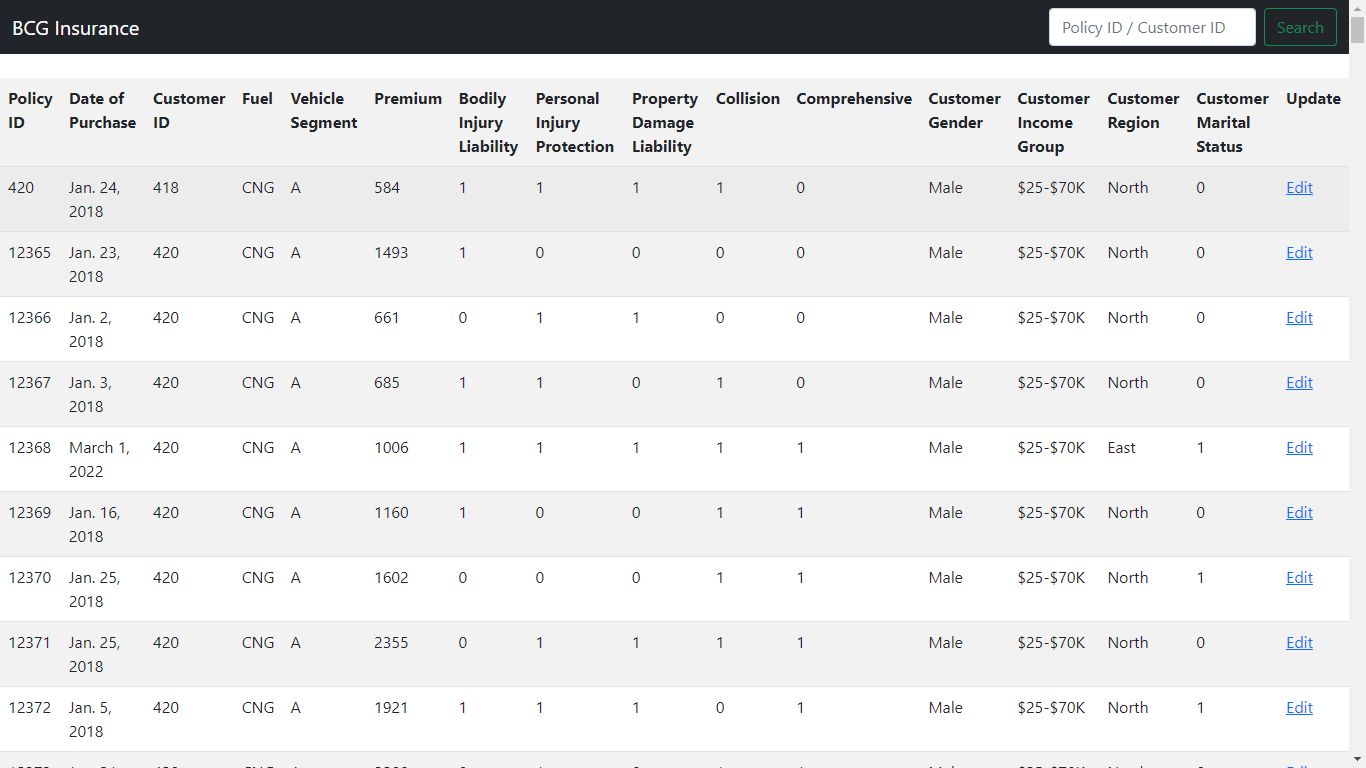 BCG Insurance Policy ID / Customer ID Search
Policy ID Date of Purchase Customer ID Fuel Vehicle Segment Premium Bodily Injury Liability Personal Injury Protection Property Damage Liability Collision Comprehensive Customer Gender Customer Income Group Customer Region Customer Marital Status Update
420 Jan. 24, 2018 418 CNG A 584 1 1 1 1 0 Male $25-$70K North 0 Edit
12365 Jan. 23, 2018 420 CNG A 1493 1 0 0 0 0 Male $25-$70K North 0 Edit
12366 Jan. 2, 2018 420 CNG A 661 0 1 1 0 0 Male $25-$70K North 0 Edit
12367 Jan. 3, 2018 420 CNG A 685 1 1 0 1 0 Male $25-$70K North 0 Edit
12368 March 1, 2022 420 CNG A 1006 1 1 1 1 1 Male $25-$70K East 1 Edit
12369 Jan. 16, 2018 420 CNG A 1160 1 0 0 1 1 Male $25-$70K North 0 Edit
12370 Jan. 25, 2018 420 CNG A 1602 0 0 0 1 1 Male $25-$70K North 1 Edit
12371 Jan. 25, 2018 420 CNG A 2355 0 1 1 1 1 Male $25-$70K North 0 Edit
12372 Jan. 5, 2018 420 CNG A 1921 1 1 1 0 1 Male $25-$70K North 1 Edit